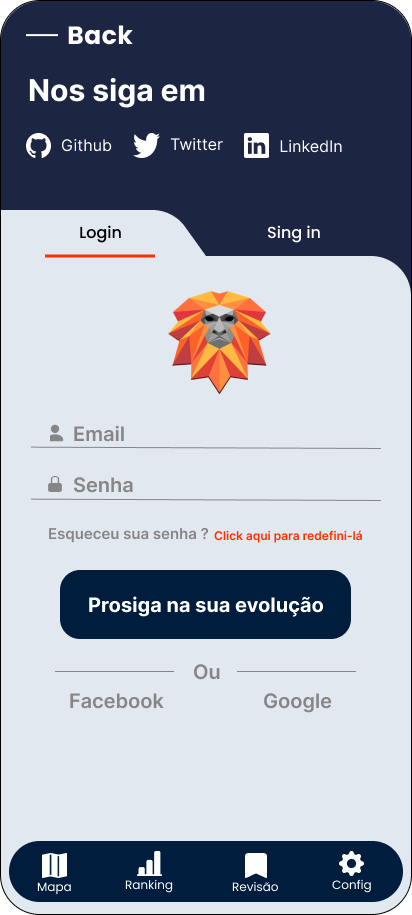 Back
Nos siga em
Github Twitter LinkedIn
Login Sing in
Email
Senha
Esqueceu sua senha ? Click aqui para redefini-lá
Prosiga na sua evolução
Ou
Facebook Google
Mapa Ranking Revisão Config